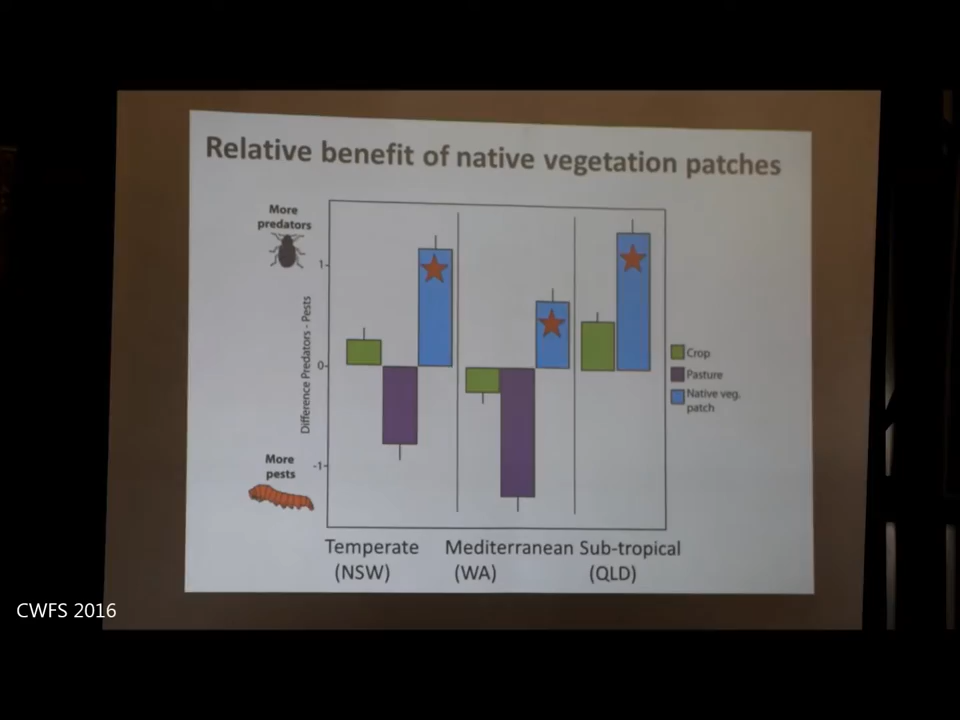 Relative benefit of native vegetation patches
More
predators
1
Difference Predators - Pests
0
More
pests
-1
Crop
Pasture
Native veg.
patch
Temperate
(NSW)
Mediterranean
(WA)
Sub-tropical
(QLD)
CWFS 2016